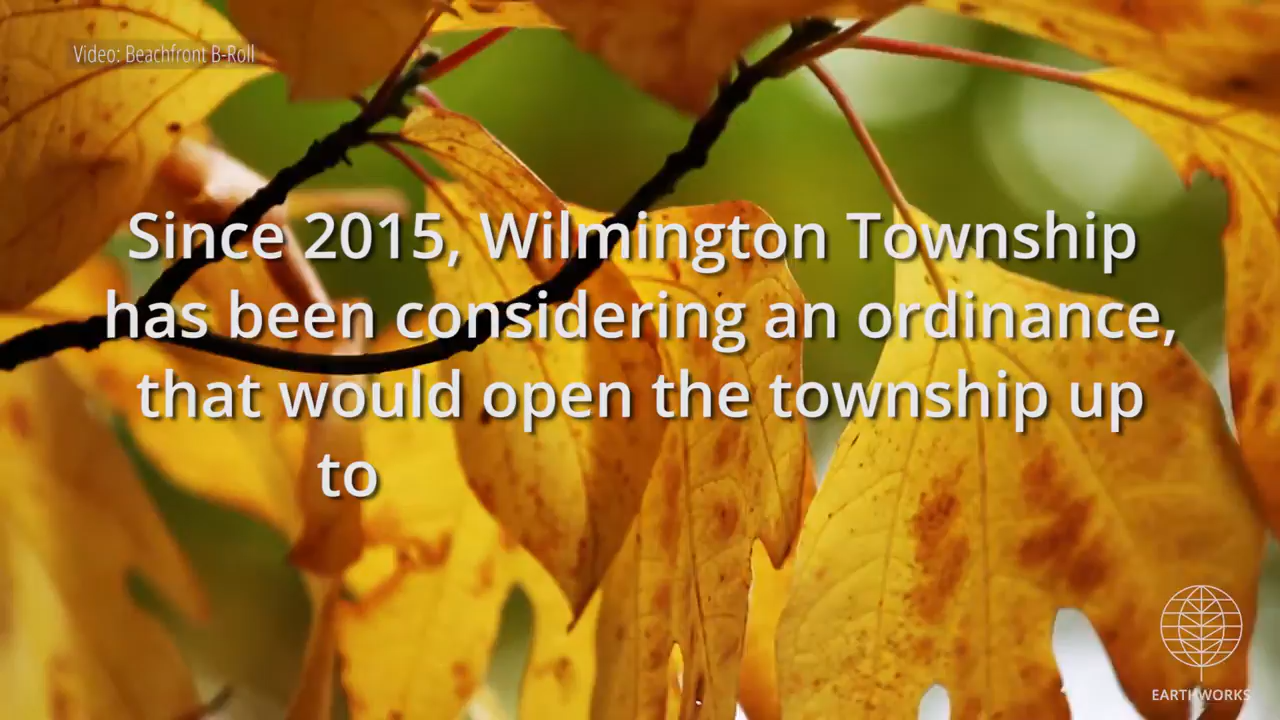 Video: Beachfront B-Roll
Since 2015, Wilmington Township
has been considering an ordinance,
that would open the township up
to
EARTHWORKS